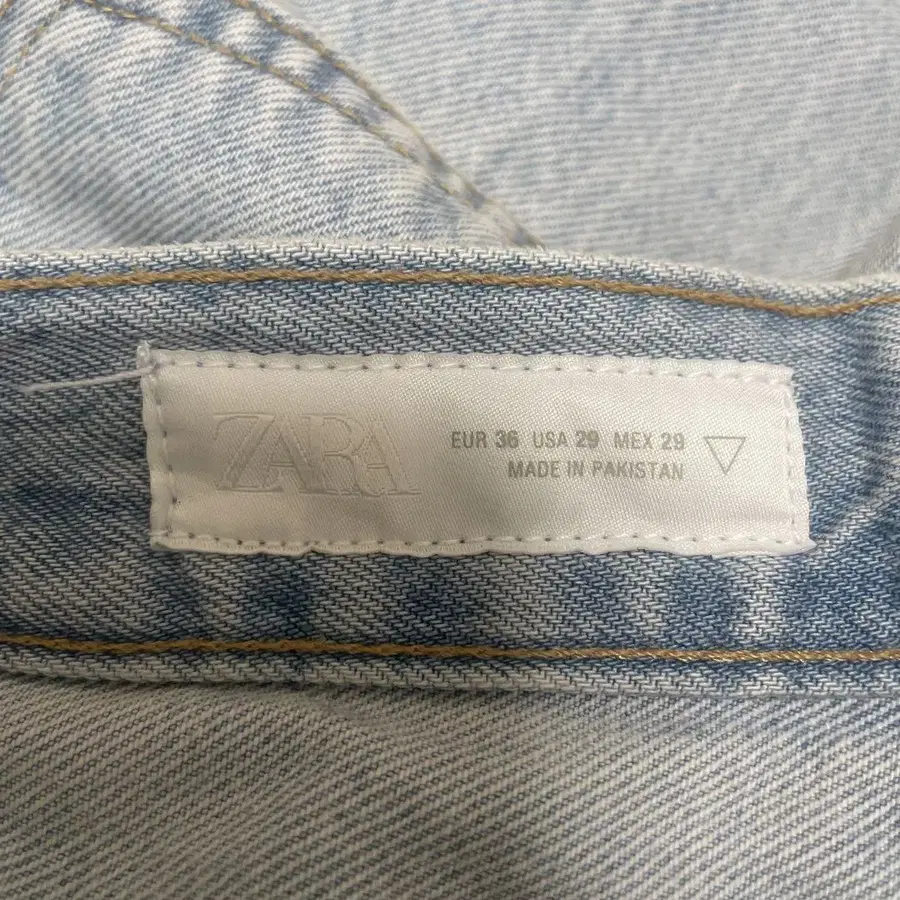 ZARA
EUR 36 USA 29 MEX 29
MADE IN PAKISTAN